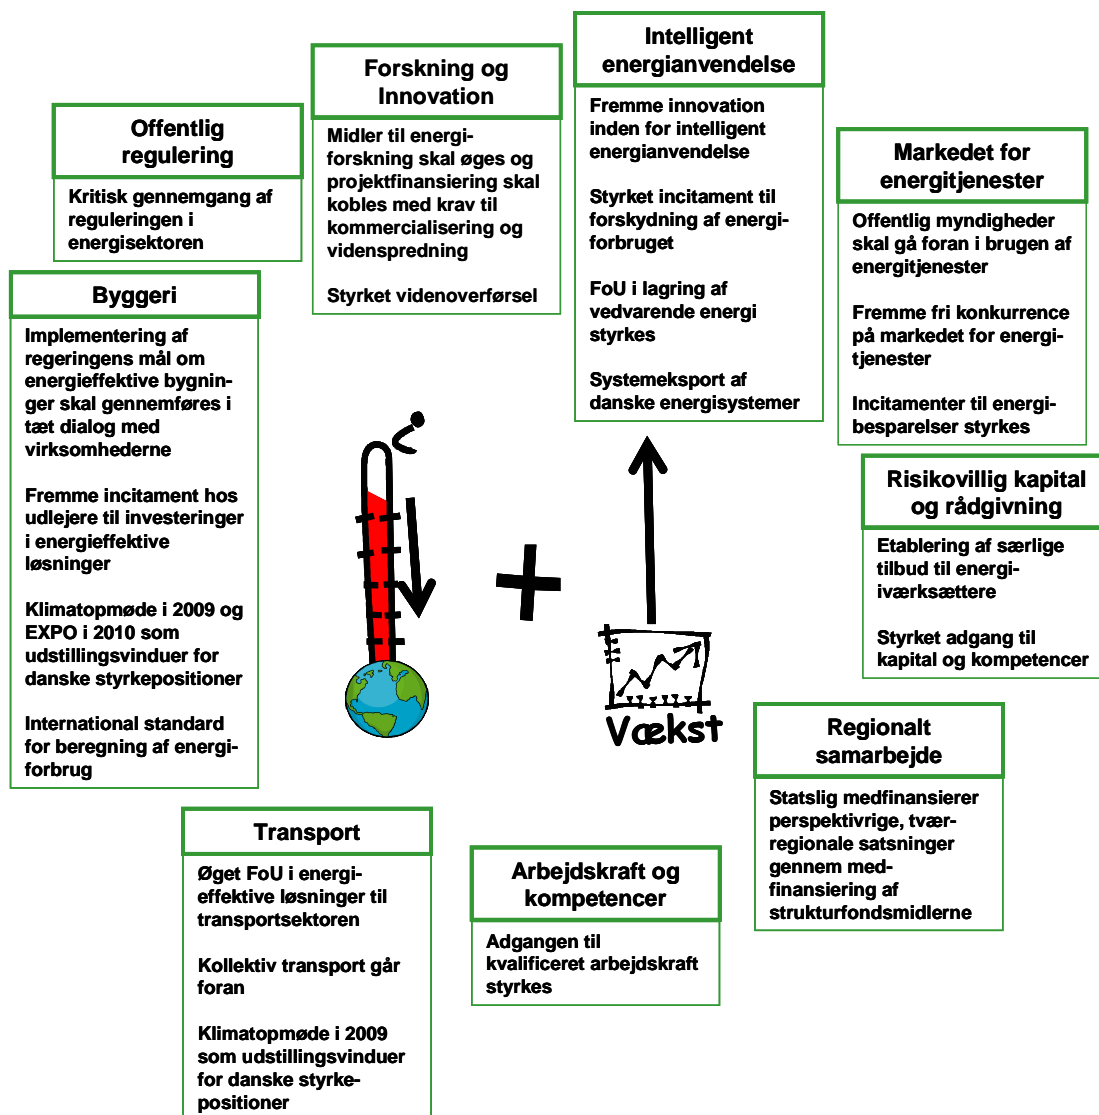 Intelligent
energianvendelse
Fremme innovation
inden for intelligent
energianvendelse
Styrket incitament til
forskydning af energi-
forbruget
FoU i lagring af
vedvarende energi
styrkes
Systemeksport af
danske energisystemer
Forskning og
Innovation
Midler til energi-
forskning skal øges og
projektfinansiering skal
kobles med krav til
kommercialisering og
videnspredning
Styrket videnoverførsel
Offentlig
regulering
Kritisk gennemgang af
reguleringen i
energisektoren
Markedet for
energitjenester
Offentlig myndigheder
skal gå foran i brugen af
energitjenester
Fremme fri konkurrence
på markedet for energi-
tjenester
Incitamenter til energi-
besparelser styrkes
Byggeri
Implementering af
regeringens mål om
energieffektive bygnin-
ger skal gennemføres i
tæt dialog med
virksomhederne
Fremme incitament hos
udlejere til investeringer
i energieffektive
løsninger
Klimatopmøde i 2009 og
EXPO i 2010 som
udstillingsvinduer for
danske styrkepositioner
International standard
for beregning af energi-
forbrug
Risikovillig kapital
og rådgivning
Etablering af særlige
tilbud til energi-
iværksættere
Styrket adgang til
kapital og kompetencer
Vækst
Regionalt
samarbejde
Statslig medfinansierer
perspektivrige, tvær-
regionale satsninger
gennem med-
finansiering af
strukturfondsmidlerne
Transport
Øget FoU i energi-
effektive løsninger til
transportsektoren
Kollektiv transport går
foran
Klimatopmøde i 2009
som udstillingsvinduer
for danske styrke-
positioner
Arbejdskraft og
kompetencer
Adgangen til
kvalificeret arbejdskraft
styrkes